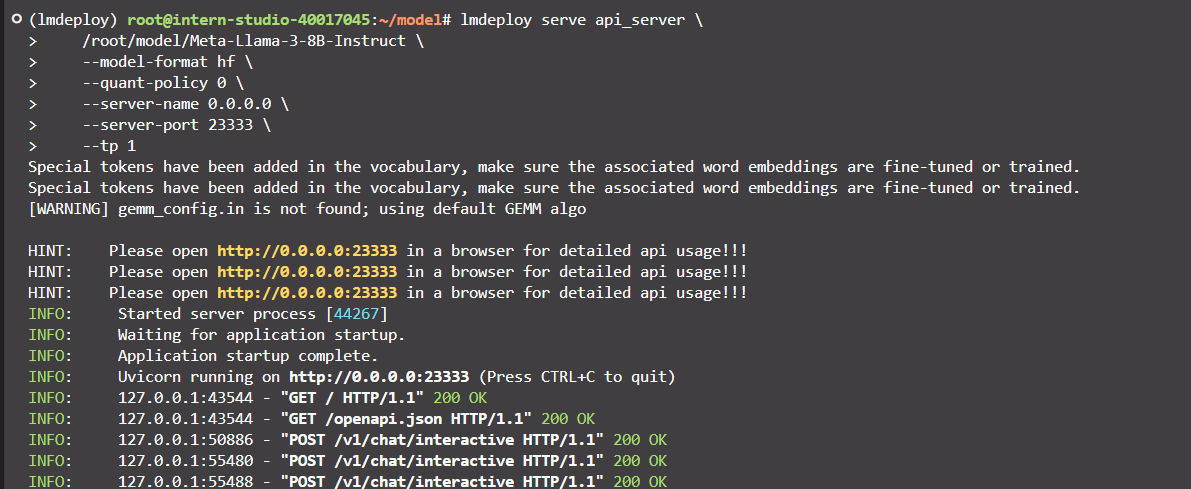 (lmdeploy) root@intern-studio-40017045:~/model# lmdeploy serve api_server \
> /root/model/Meta-Llama-3-8B-Instruct \
> --model-format hf \
> --quant-policy 0 \
> --server-name 0.0.0.0 \
> --server-port 23333 \
> --tp 1
Special tokens have been added in the vocabulary, make sure the associated word embeddings are fine-tuned or trained.
Special tokens have been added in the vocabulary, make sure the associated word embeddings are fine-tuned or trained.
[WARNING] gemm_config.in is not found; using default GEMM algo
HINT: Please open http://0.0.0.0:23333 in a browser for detailed api usage!!!
HINT: Please open http://0.0.0.0:23333 in a browser for detailed api usage!!!
HINT: Please open http://0.0.0.0:23333 in a browser for detailed api usage!!!
INFO: Started server process [44267]
INFO: Waiting for application startup.
INFO: Application startup complete.
INFO: Uvicorn running on http://0.0.0.0:23333 (Press CTRL+C to quit)
INFO: 127.0.0.1:43544 - "GET / HTTP/1.1" 200 OK
INFO: 127.0.0.1:43544 - "GET /openapi.json HTTP/1.1" 200 OK
INFO: 127.0.0.1:50886 - "POST /v1/chat/interactive HTTP/1.1" 200 OK
INFO: 127.0.0.1:55480 - "POST /v1/chat/interactive HTTP/1.1" 200 OK
INFO: 127.0.0.1:55488 - "POST /v1/chat/interactive HTTP/1.1" 200 OK